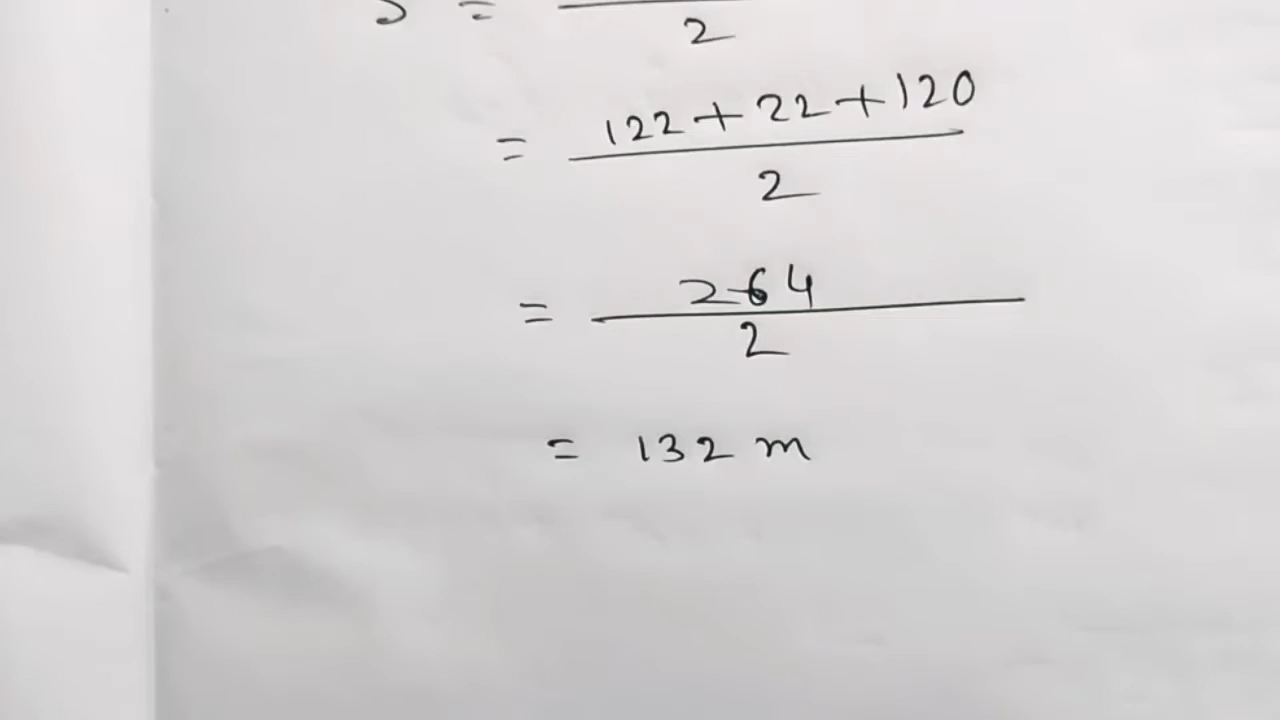 S = 2
= 122 + 22 + 120
2
= 264
2
= 132 m